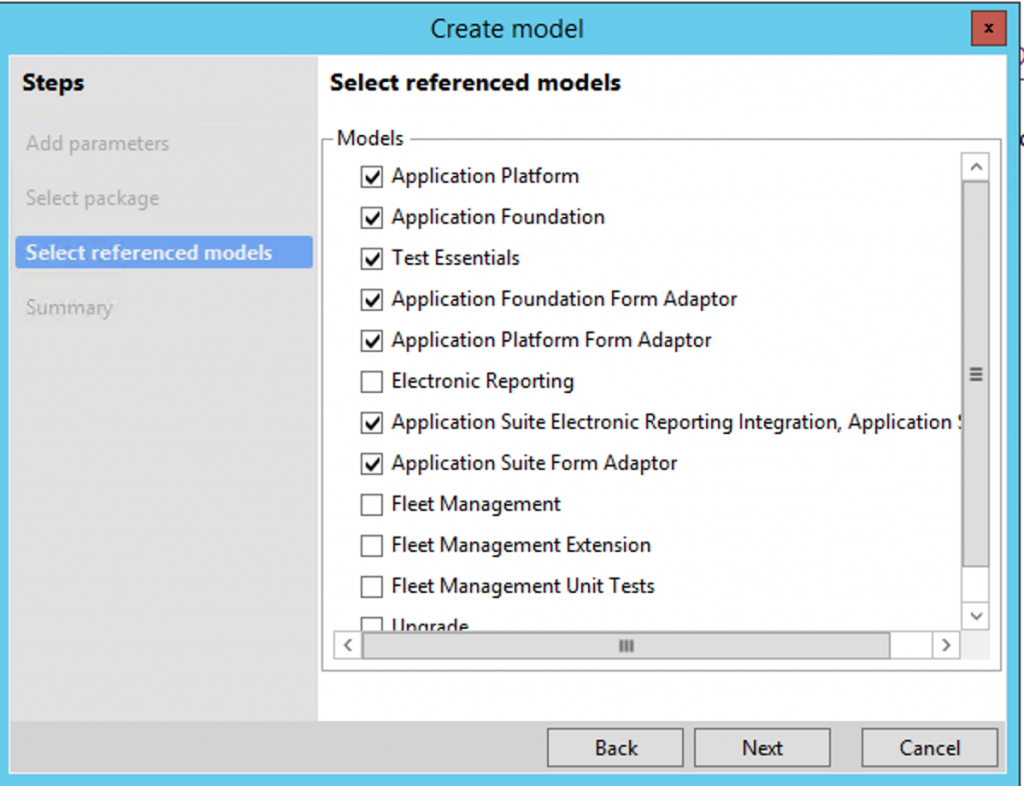 Create model
x
Steps
Add parameters
Select package
Select referenced models
Summary
Select referenced models
Models
Application Platform
Application Foundation
Test Essentials
Application Foundation Form Adaptor
Application Platform Form Adaptor
Electronic Reporting
Application Suite Electronic Reporting Integration, Application
Application Suite Form Adaptor
Fleet Management
Fleet Management Extension
Fleet Management Unit Tests
Upgrade
Back
Next
Cancel